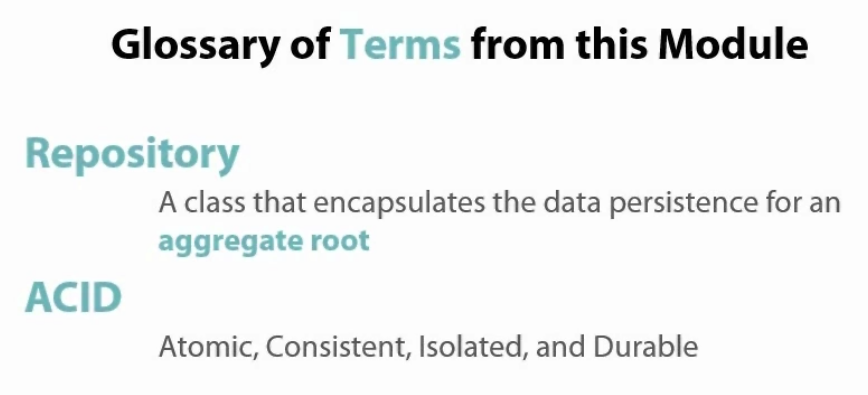 Glossary of Terms from this Module
Repository
A class that encapsulates the data persistence for an
aggregate root
ACID
Atomic, Consistent, Isolated, and Durable